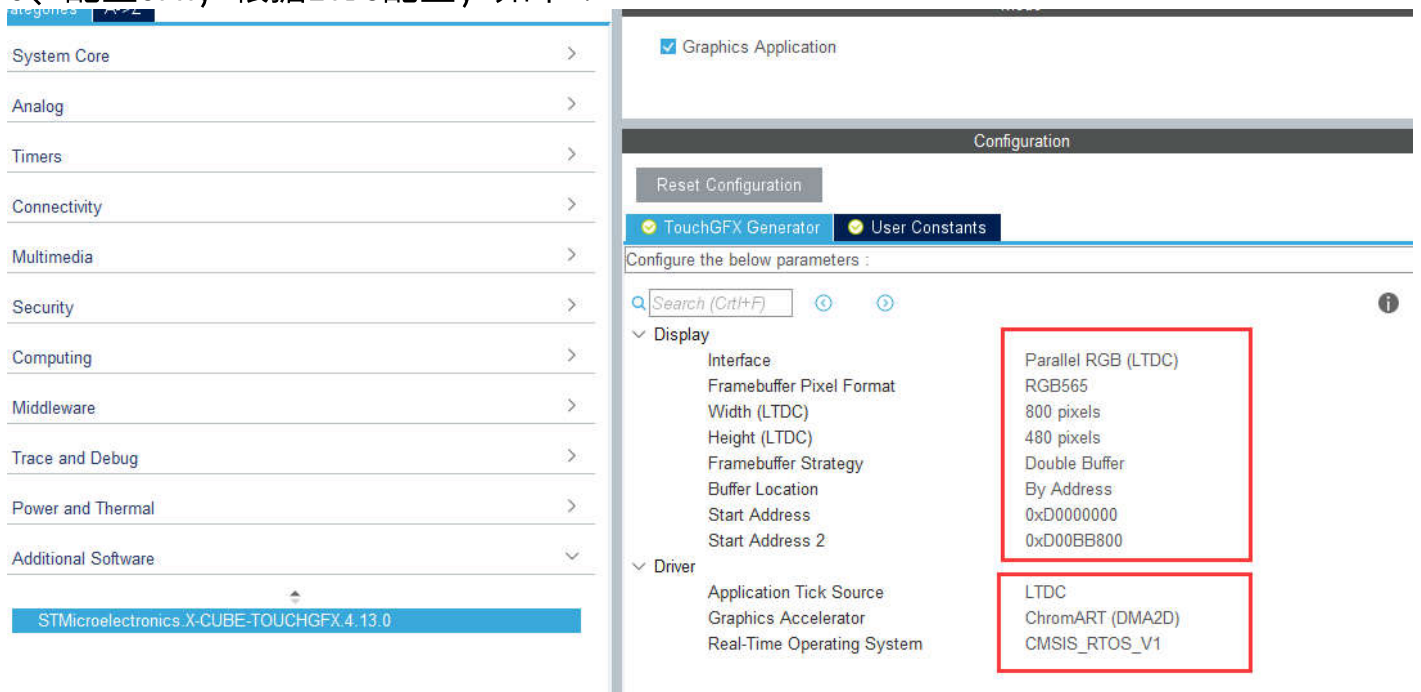 Categories A->Z
System Core
Analog
Timers
Connectivity
Multimedia
Security
Computing
Middleware
Trace and Debug
Power and Thermal
Additional Software
STMicroelectronics.X-CUBE-TOUCHGFX.4.13.0
Mode
Graphics Application
Configuration
Reset Configuration
TouchGFX Generator User Constants
Configure the below parameters :
Search (Crtl+F)
Display
Interface Parallel RGB (LTDC)
Framebuffer Pixel Format RGB565
Width (LTDC) 800 pixels
Height (LTDC) 480 pixels
Framebuffer Strategy Double Buffer
Buffer Location By Address
Start Address 0xD0000000
Start Address 2 0xD00BB800
Driver
Application Tick Source LTDC
Graphics Accelerator ChromART (DMA2D)
Real-Time Operating System CMSIS_RTOS_V1